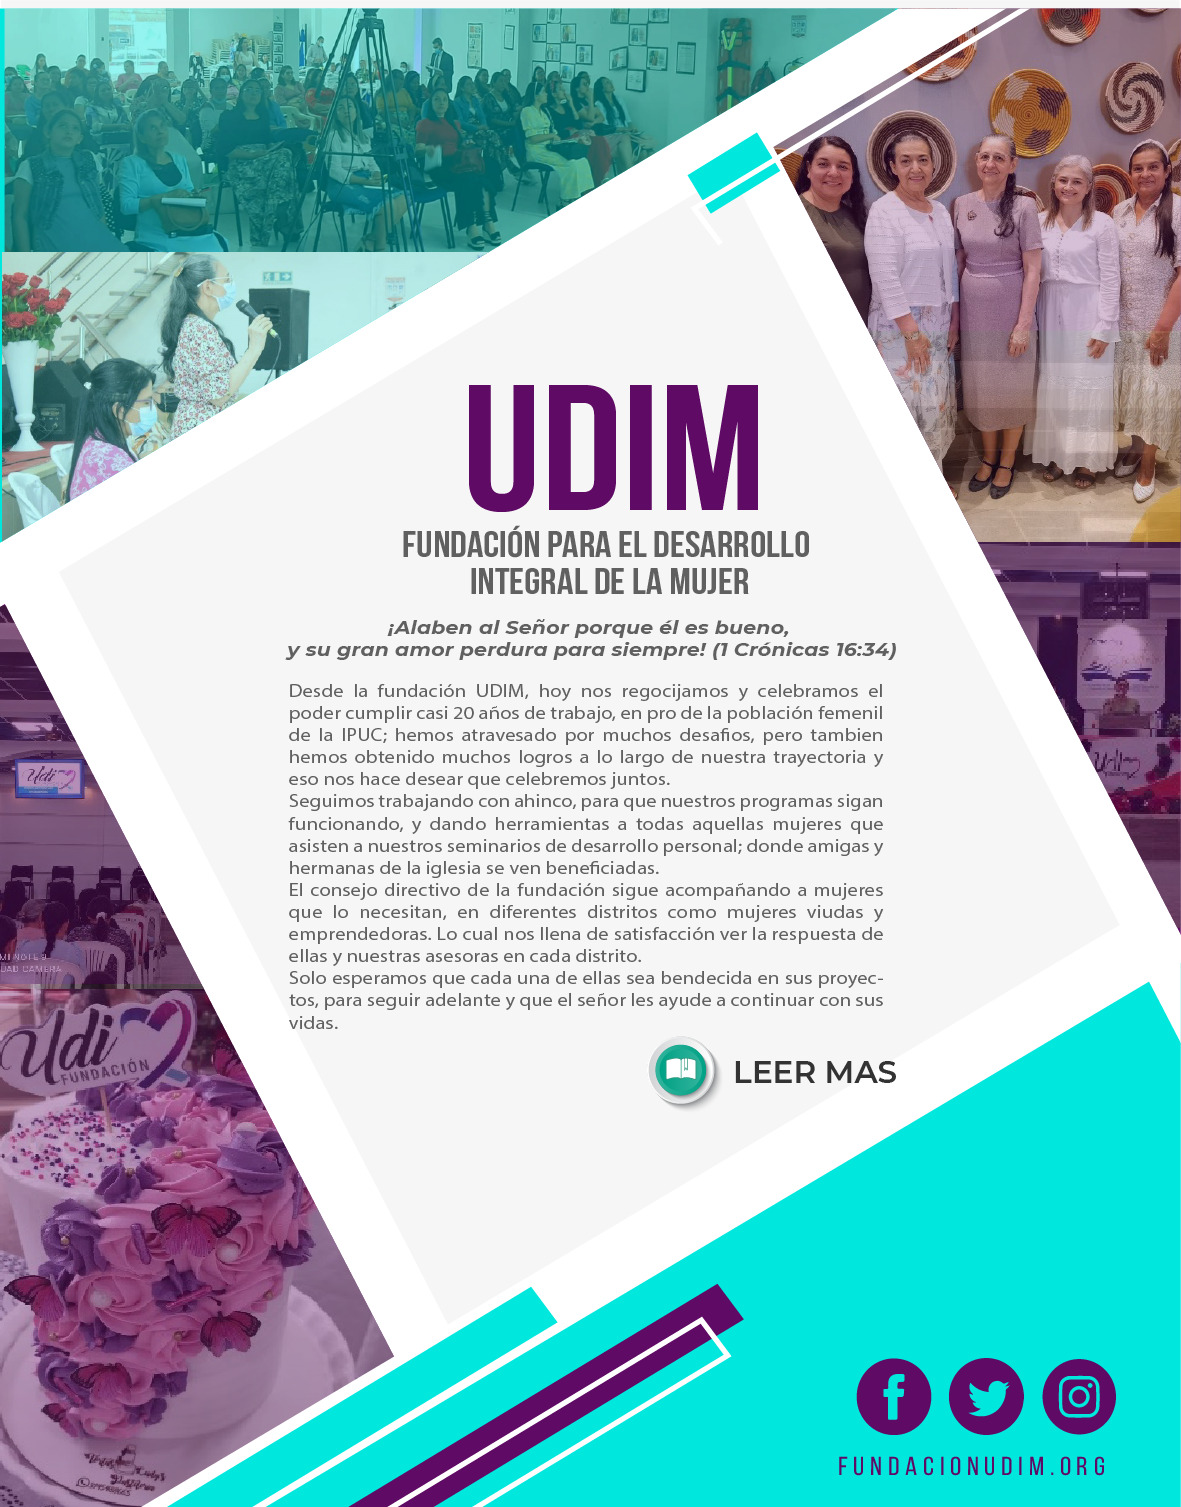 UDIM
FUNDACIÓN PARA EL DESARROLLO
INTEGRAL DE LA MUJER
¡Alaben al Señor porque él es bueno,
y su gran amor perdura para siempre! (1 Crónicas 16:34)
Desde la fundación UDIM, hoy nos regocijamos y celebramos el
poder cumplir casi 20 años de trabajo, en pro de la población femenil
de la IPUC; hemos atravesado por muchos desafios, pero tambien
hemos obtenido muchos logros a lo largo de nuestra trayectoria y
eso nos hace desear que celebremos juntos.
Seguimos trabajando con ahinco, para que nuestros programas sigan
funcionando, y dando herramientas a todas aquellas mujeres que
asisten a nuestros seminarios de desarrollo personal; donde amigas y
hermanas de la iglesia se ven beneficiadas.
El consejo directivo de la fundación sigue acompañando a mujeres
que lo necesitan, en diferentes distritos como mujeres viudas y
emprendedoras. Lo cual nos llena de satisfacción ver la respuesta de
ellas y nuestras asesoras en cada distrito.
Solo esperamos que cada una de ellas sea bendecida en sus proyec-
tos, para seguir adelante y que el señor les ayude a continuar con sus
vidas.
LEER MAS
Udi
Udi
FUNDACIÓN
FUNDACIONUDIM.ORG